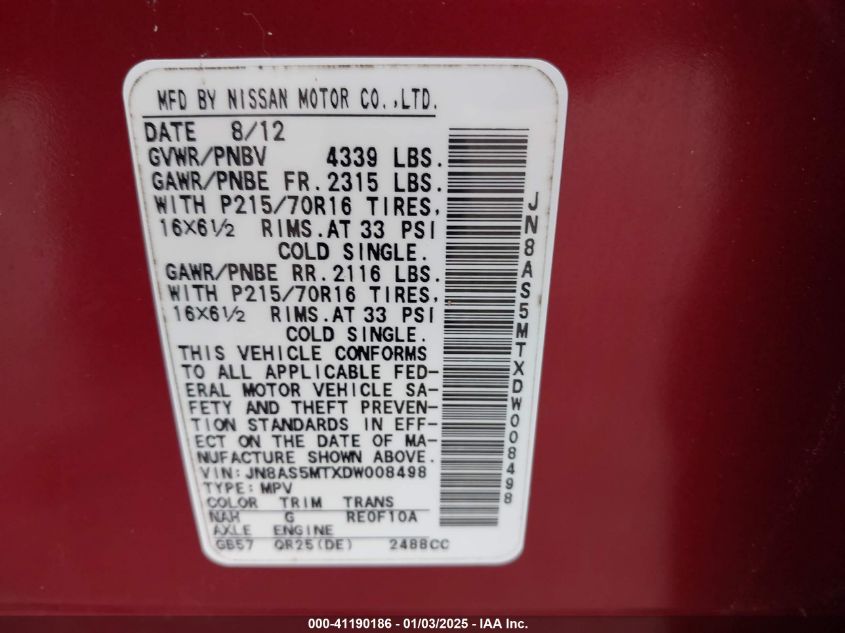 MFD BY NISSAN MOTOR CO.,LTD.
DATE 8/12
GVWR/PNBV 4339 LBS.
GAWR/PNBE FR. 2315 LBS.
WITH P215/70R16 TIRES,
16X6½ RIMS. AT 33 PSI
COLD SINGLE.
GAWR/PNBE RR. 2116 LBS.
WITH P215/70R16 TIRES,
16X6½ RIMS. AT 33 PSI
COLD SINGLE.
THIS VEHICLE CONFORMS
TO ALL APPLICABLE FED-
ERAL MOTOR VEHICLE SA-
FETY AND THEFT PREVEN-
TION STANDARDS IN EFF-
ECT ON THE DATE OF MA-
NUFACTURE SHOWN ABOVE.
VIN: JN8AS5MTXDW008498
TYPE: MPV
COLOR TRIM TRANS
NAH G RE0F10A
AXLE ENGINE
GB57 QR25(DE) 2488CC
JN8AS5MTXDW008498
000-41190186 - 01/03/2025 - IAA Inc.